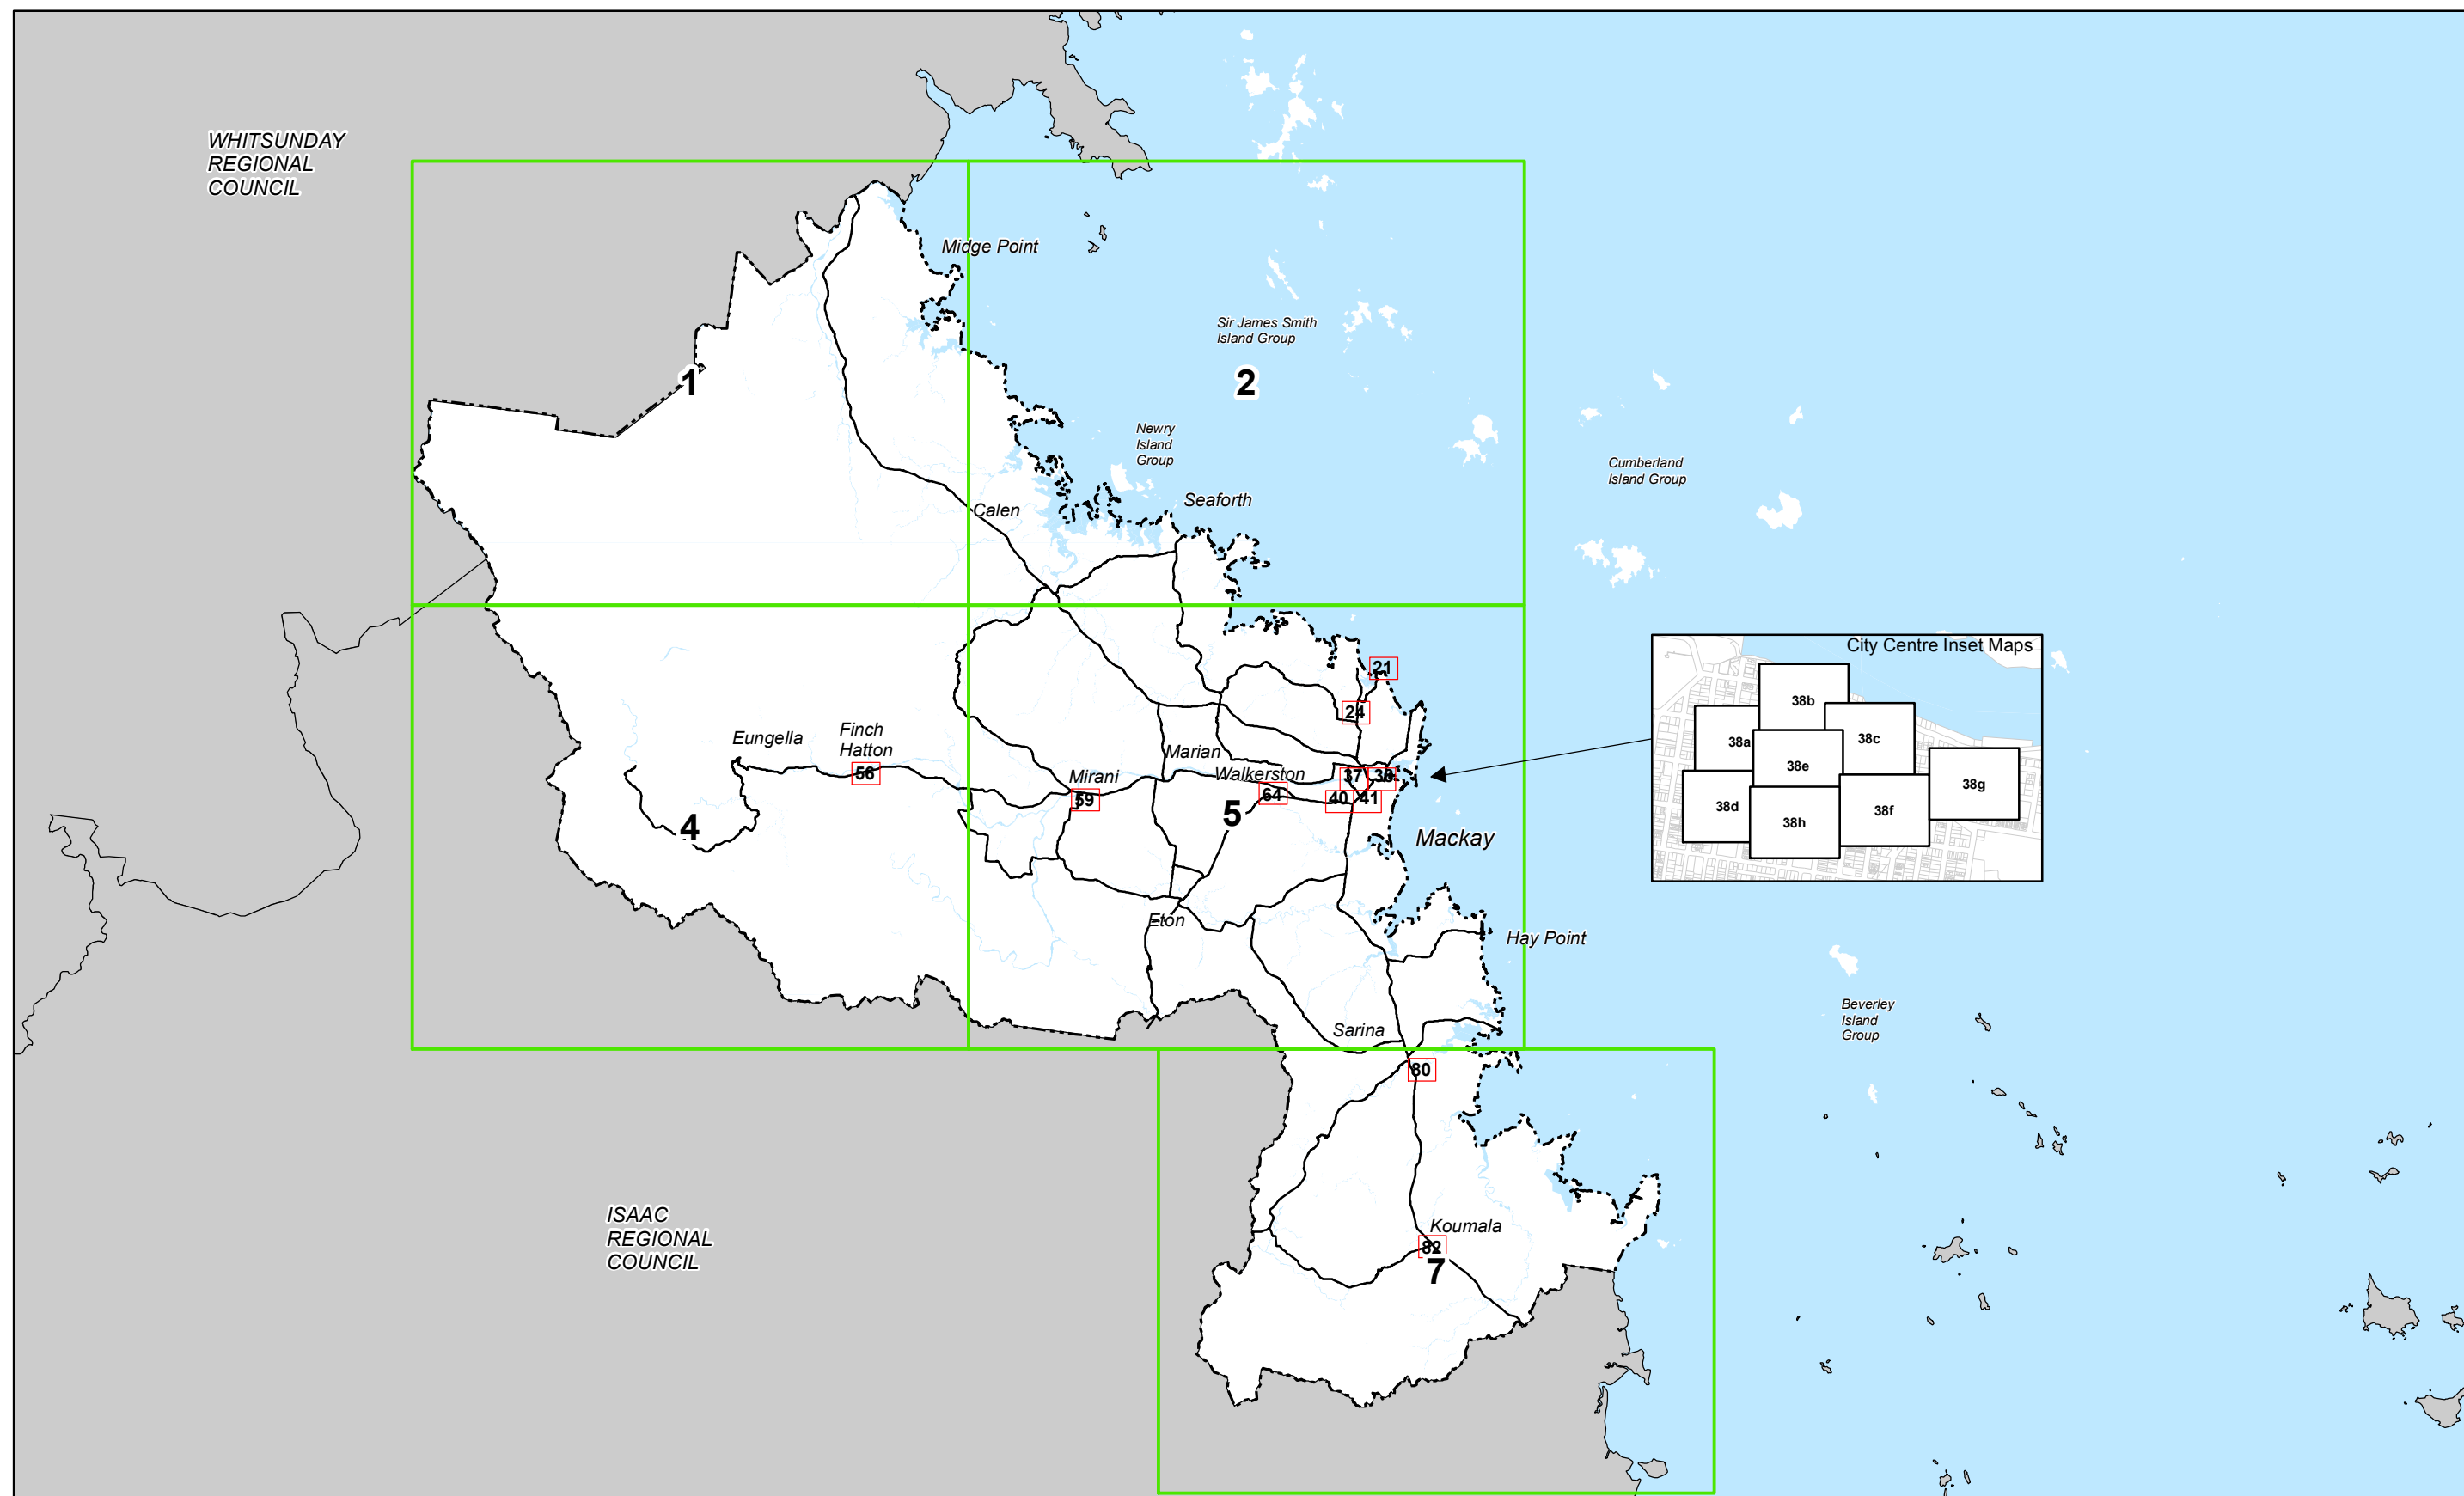 WHITSUNDAY
REGIONAL
COUNCIL
Midge Point
Sir James Smith
Island Group
1
2
Newry
Island
Group
Cumberland
Island Group
Seaforth
Calen
City Centre Inset Maps
38b
38a
38c
38e
38g
38d
38f
38h
21
24
Eungella
Finch
Hatton
56
Marian
Mirani
Walkerston
37
38
59
64
40
41
4
5
Mackay
Eton
Hay Point
Beverley
Island
Group
Sarina
80
ISAAC
REGIONAL
COUNCIL
Koumala
82
7